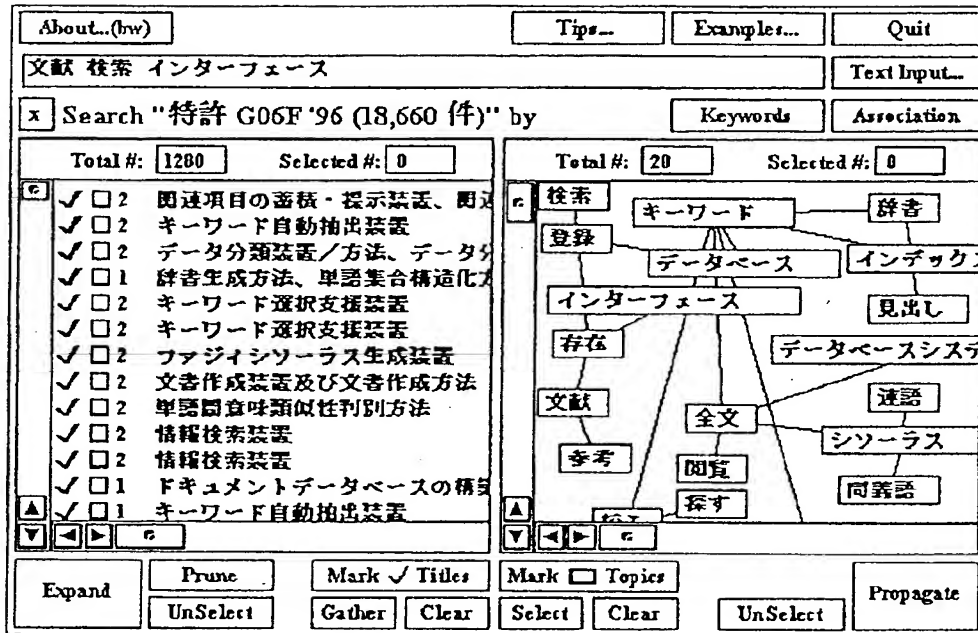 About...(hw) Tips... Examples... Quit
文献 検索 インターフェース Text Input...
x Search "特許 G06F '96 (18,660 件)" by Keywords Association
Total #: 1280 Selected #: 0
2 関連項目の蓄積・提示装置、関連
2 キーワード自動抽出装置
2 データ分類装置/方法、データ分
1 辞書生成方法、単語集合構造化方
2 キーワード選択支援装置
2 キーワード選択支援装置
2 ファジイシソーラス生成装置
2 文書作成装置及び文書作成方法
2 単語間意味類似性判別方法
2 情報検索装置
2 情報検索装置
1 ドキュメントデータベースの構築
1 キーワード自動抽出装置
Total #: 20 Selected #: 0
検索
キーワード
辞書
登録
データベース
インデックス
インターフェース
見出し
存在
データベースシステ
文献
全文
連語
シソーラス
参考
閲覧
同義語
探す
Expand Prune Mark ✓ Titles Mark □ Topics Propagate
UnSelect Gather Clear Select Clear UnSelect